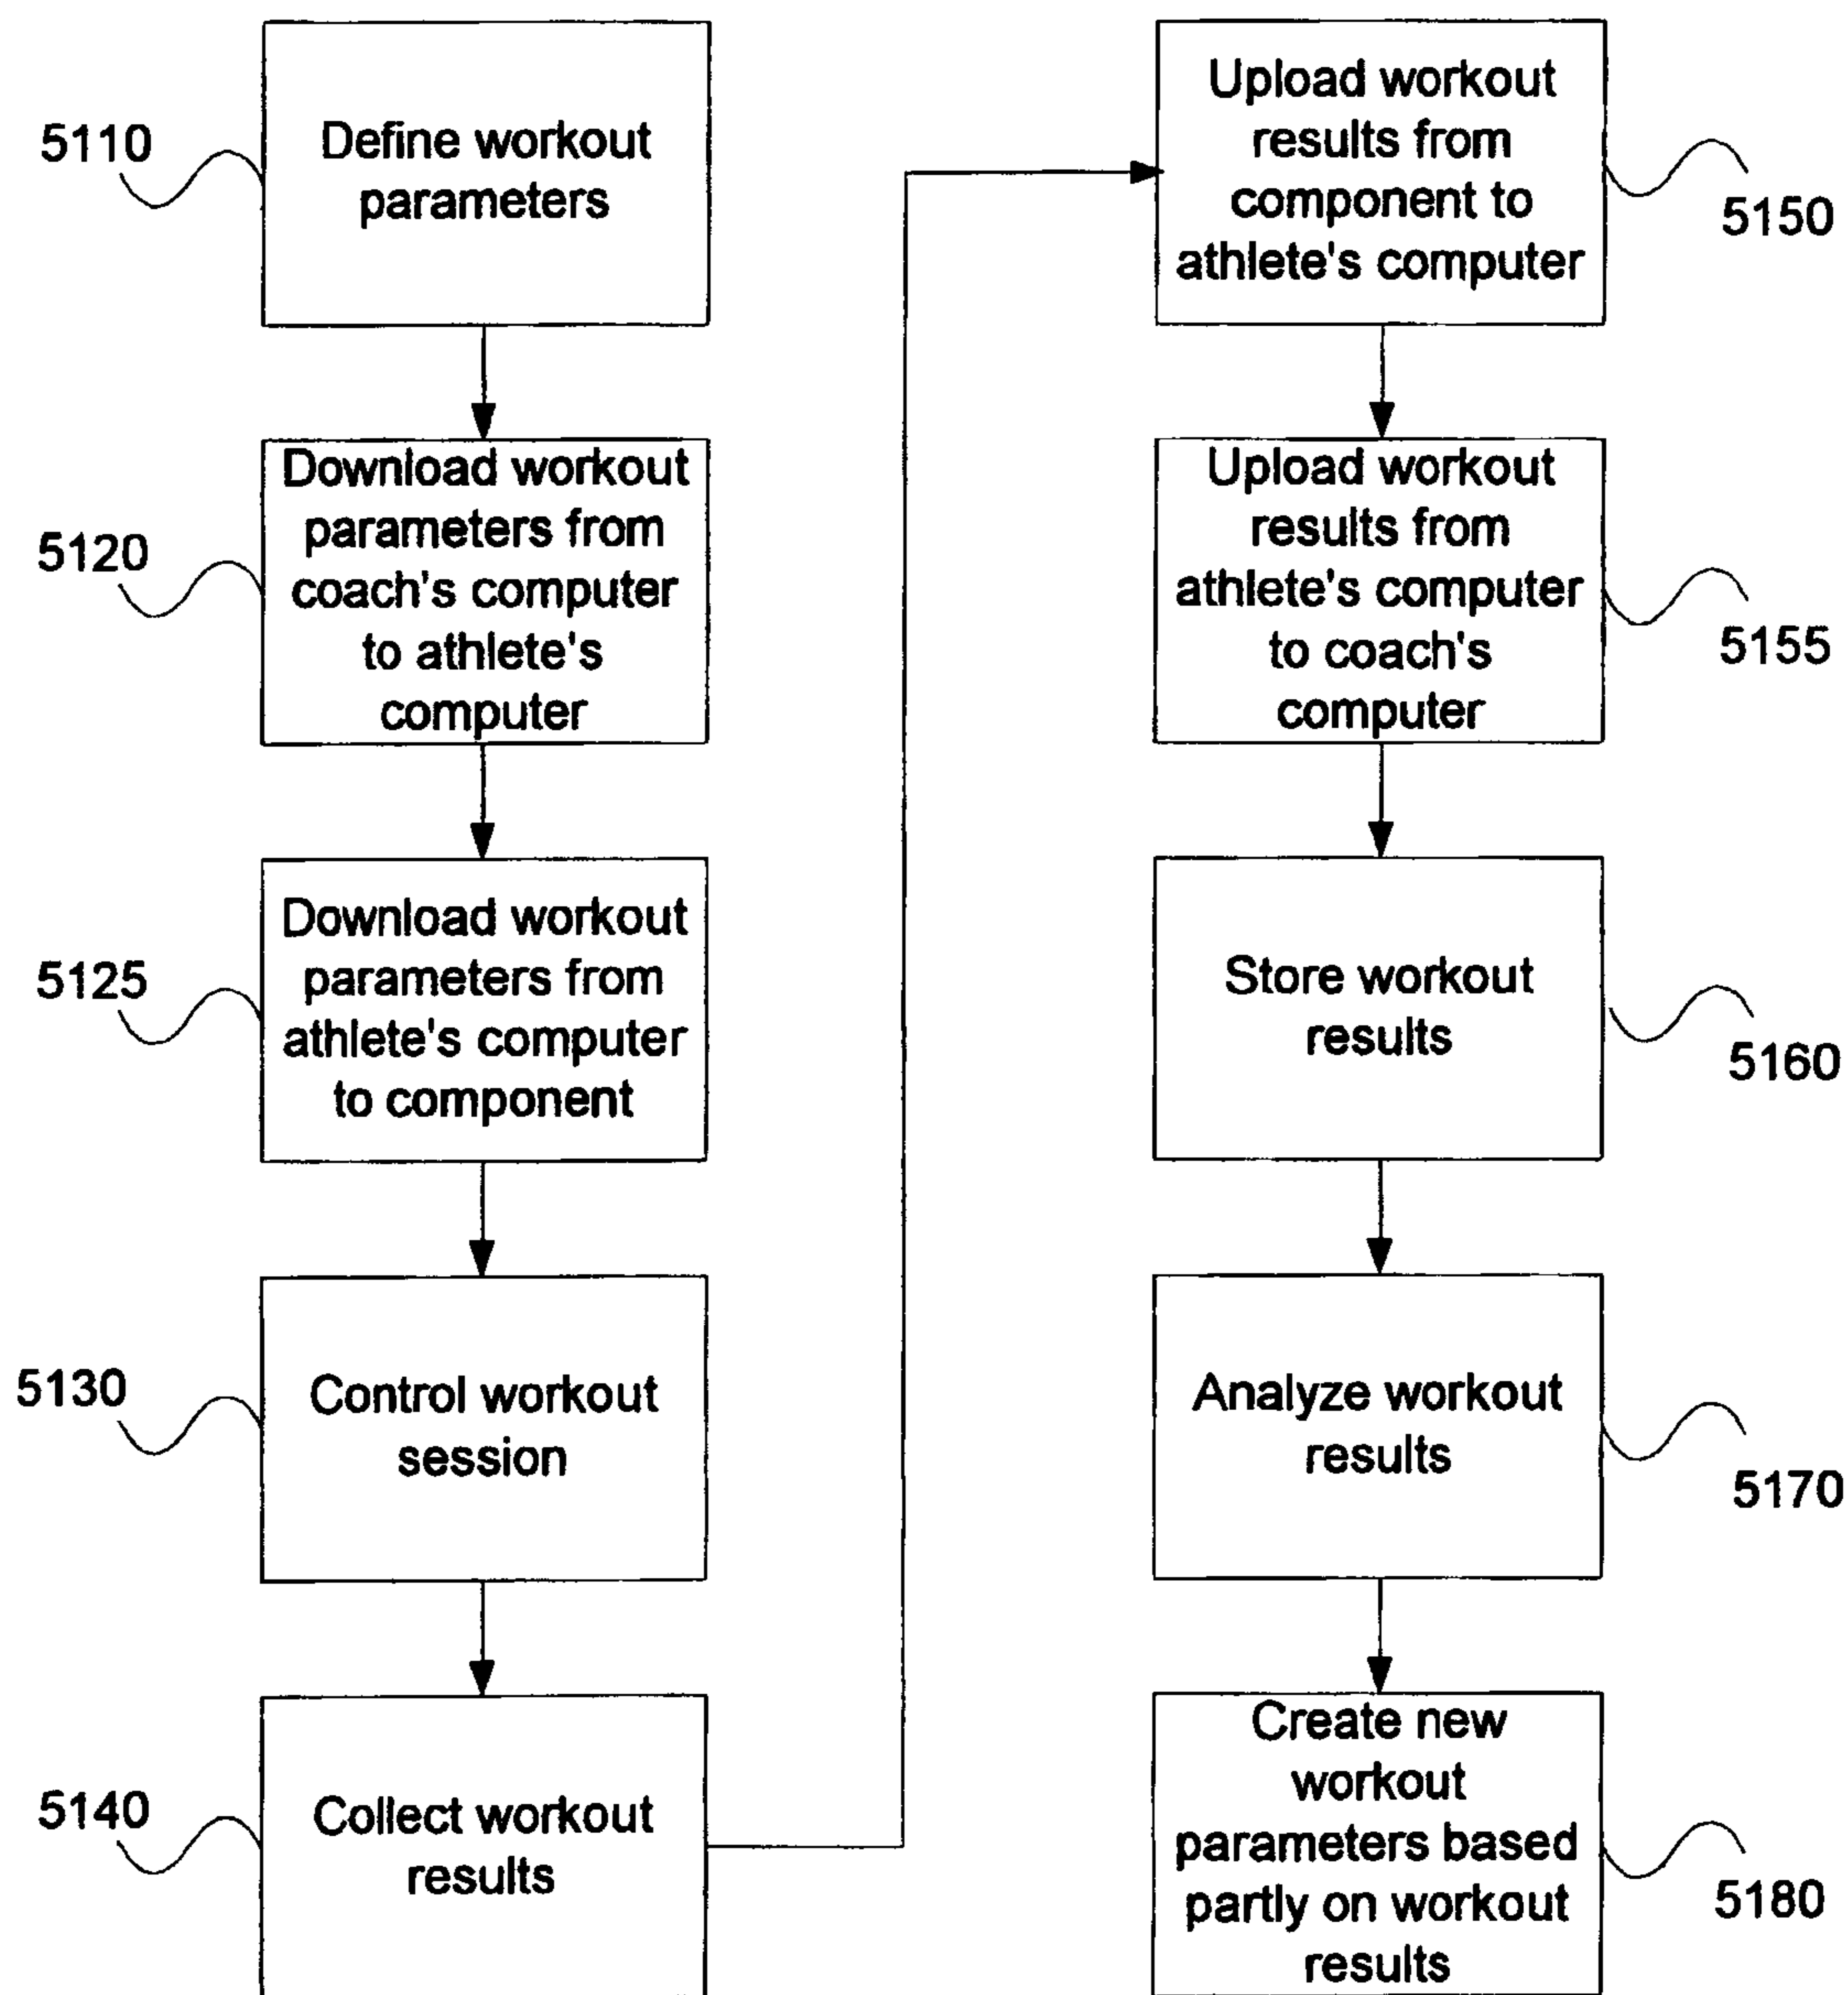 5110
Define workout
parameters
5120
Download workout
parameters from
coach's computer
to athlete's
computer
5125
Download workout
parameters from
athlete's computer
to component
5130
Control workout
session
5140
Collect workout
results
Upload workout
results from
component to
athlete's computer
5150
Upload workout
results from
athlete's computer
to coach's
computer
5155
Store workout
results
5160
Analyze workout
results
5170
Create new
workout
parameters based
partly on workout
results
5180